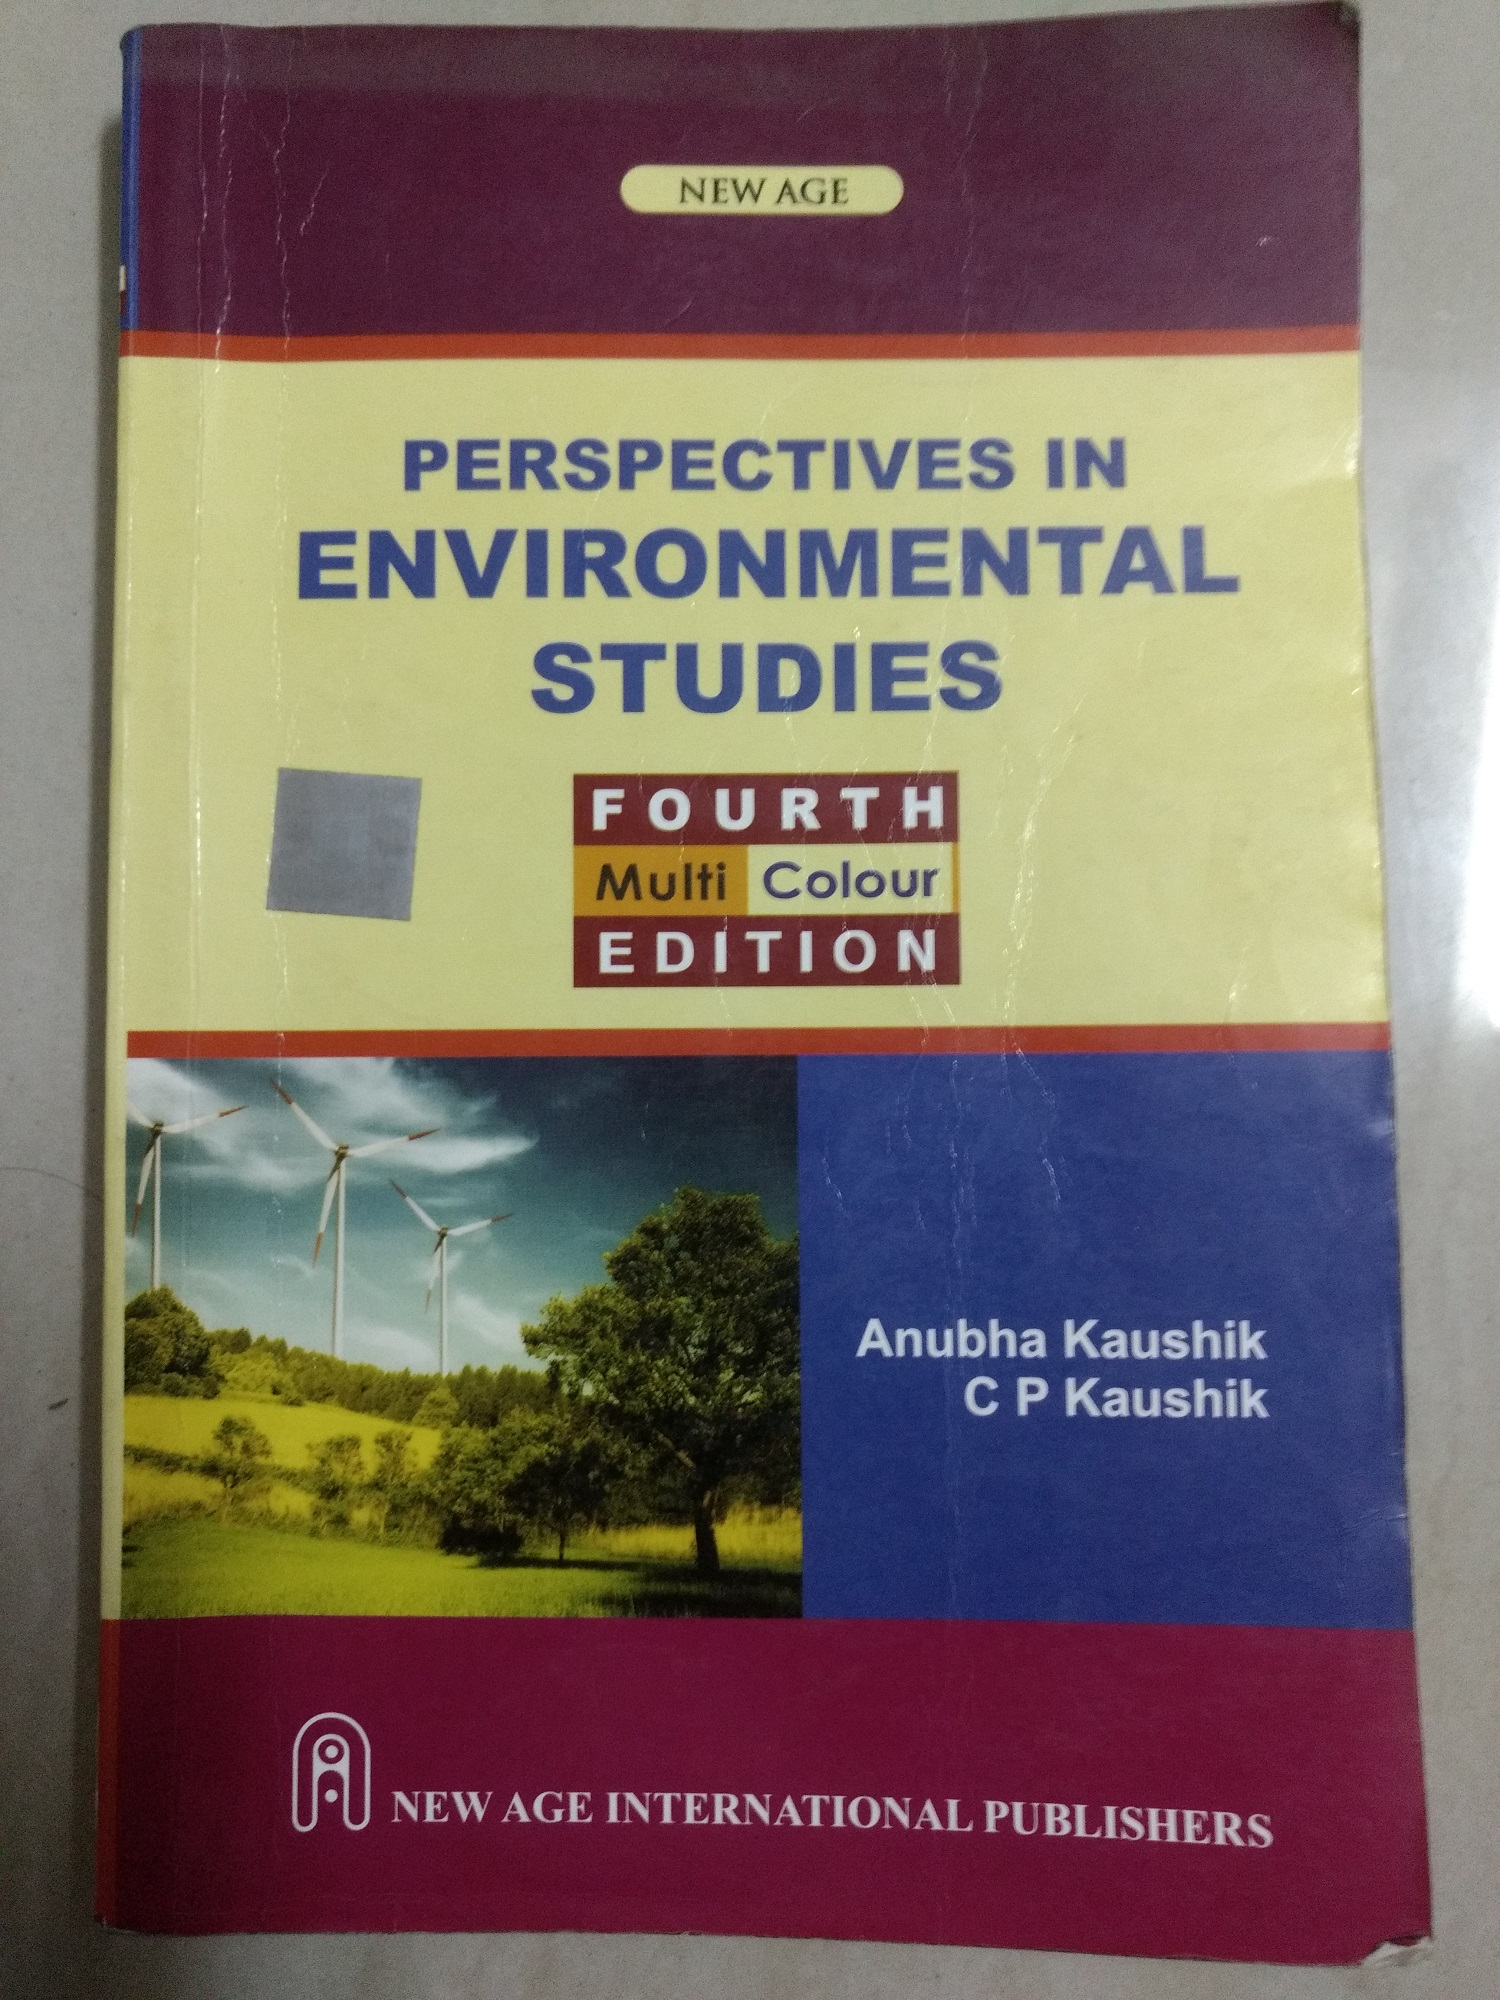 NEW AGE
PERSPECTIVES IN
ENVIRONMENTAL
STUDIES
FOURTH
Multi Colour
EDITION
Anubha Kaushik
C P Kaushik
NEW AGE INTERNATIONAL PUBLISHERS